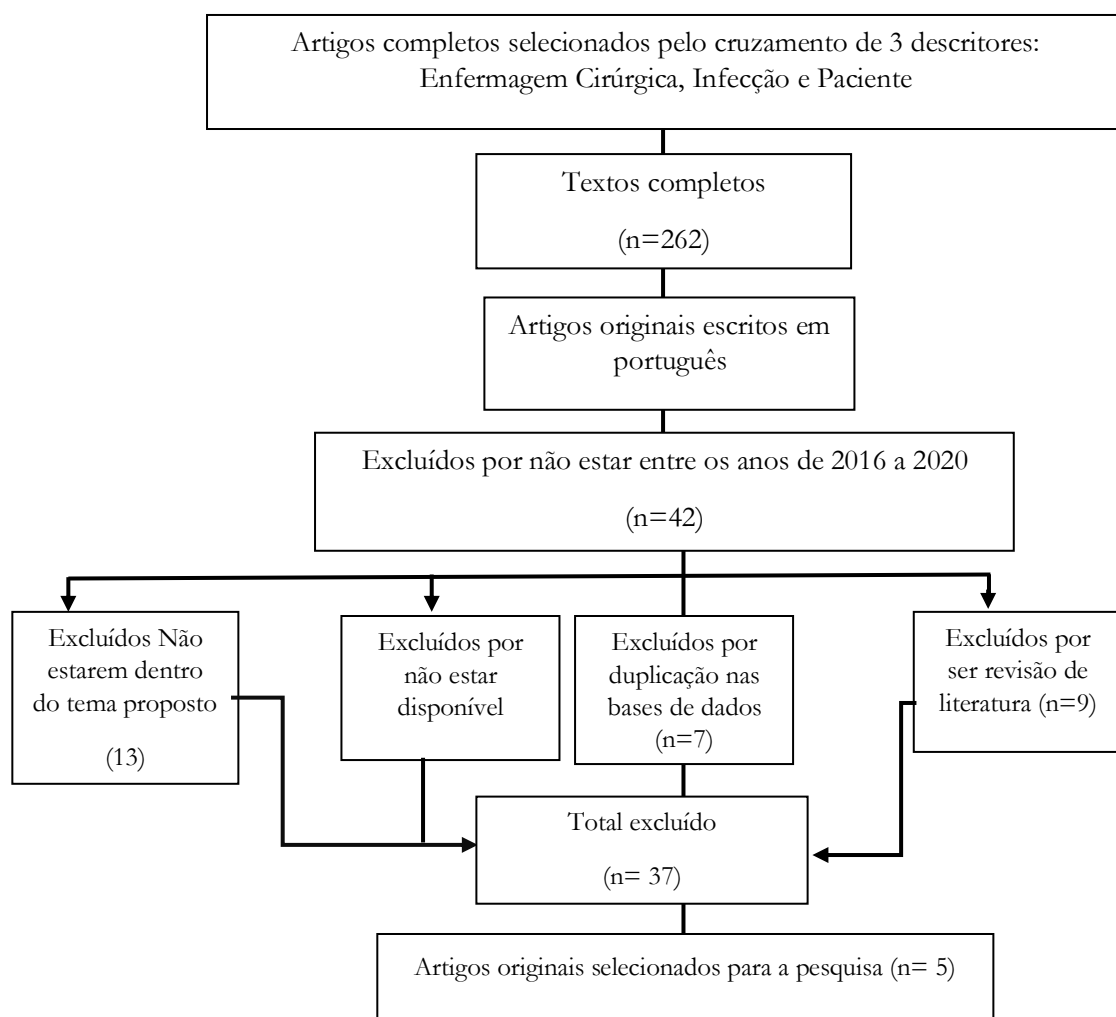 Artigos completos selecionados pelo cruzamento de 3 descritores:
Enfermagem Cirúrgica, Infecção e Paciente
Textos completos
(n=262)
Artigos originais escritos em
português
Excluídos por não estar entre os anos de 2016 a 2020
(n=42)
Excluídos Não
estarem dentro
do tema proposto
(13)
Excluídos por
não estar
disponível
Excluídos por
duplicação nas
bases de dados
(n=7)
Excluídos por
ser revisão de
literatura (n=9)
Total excluído
(n= 37)
Artigos originais selecionados para a pesquisa (n= 5)